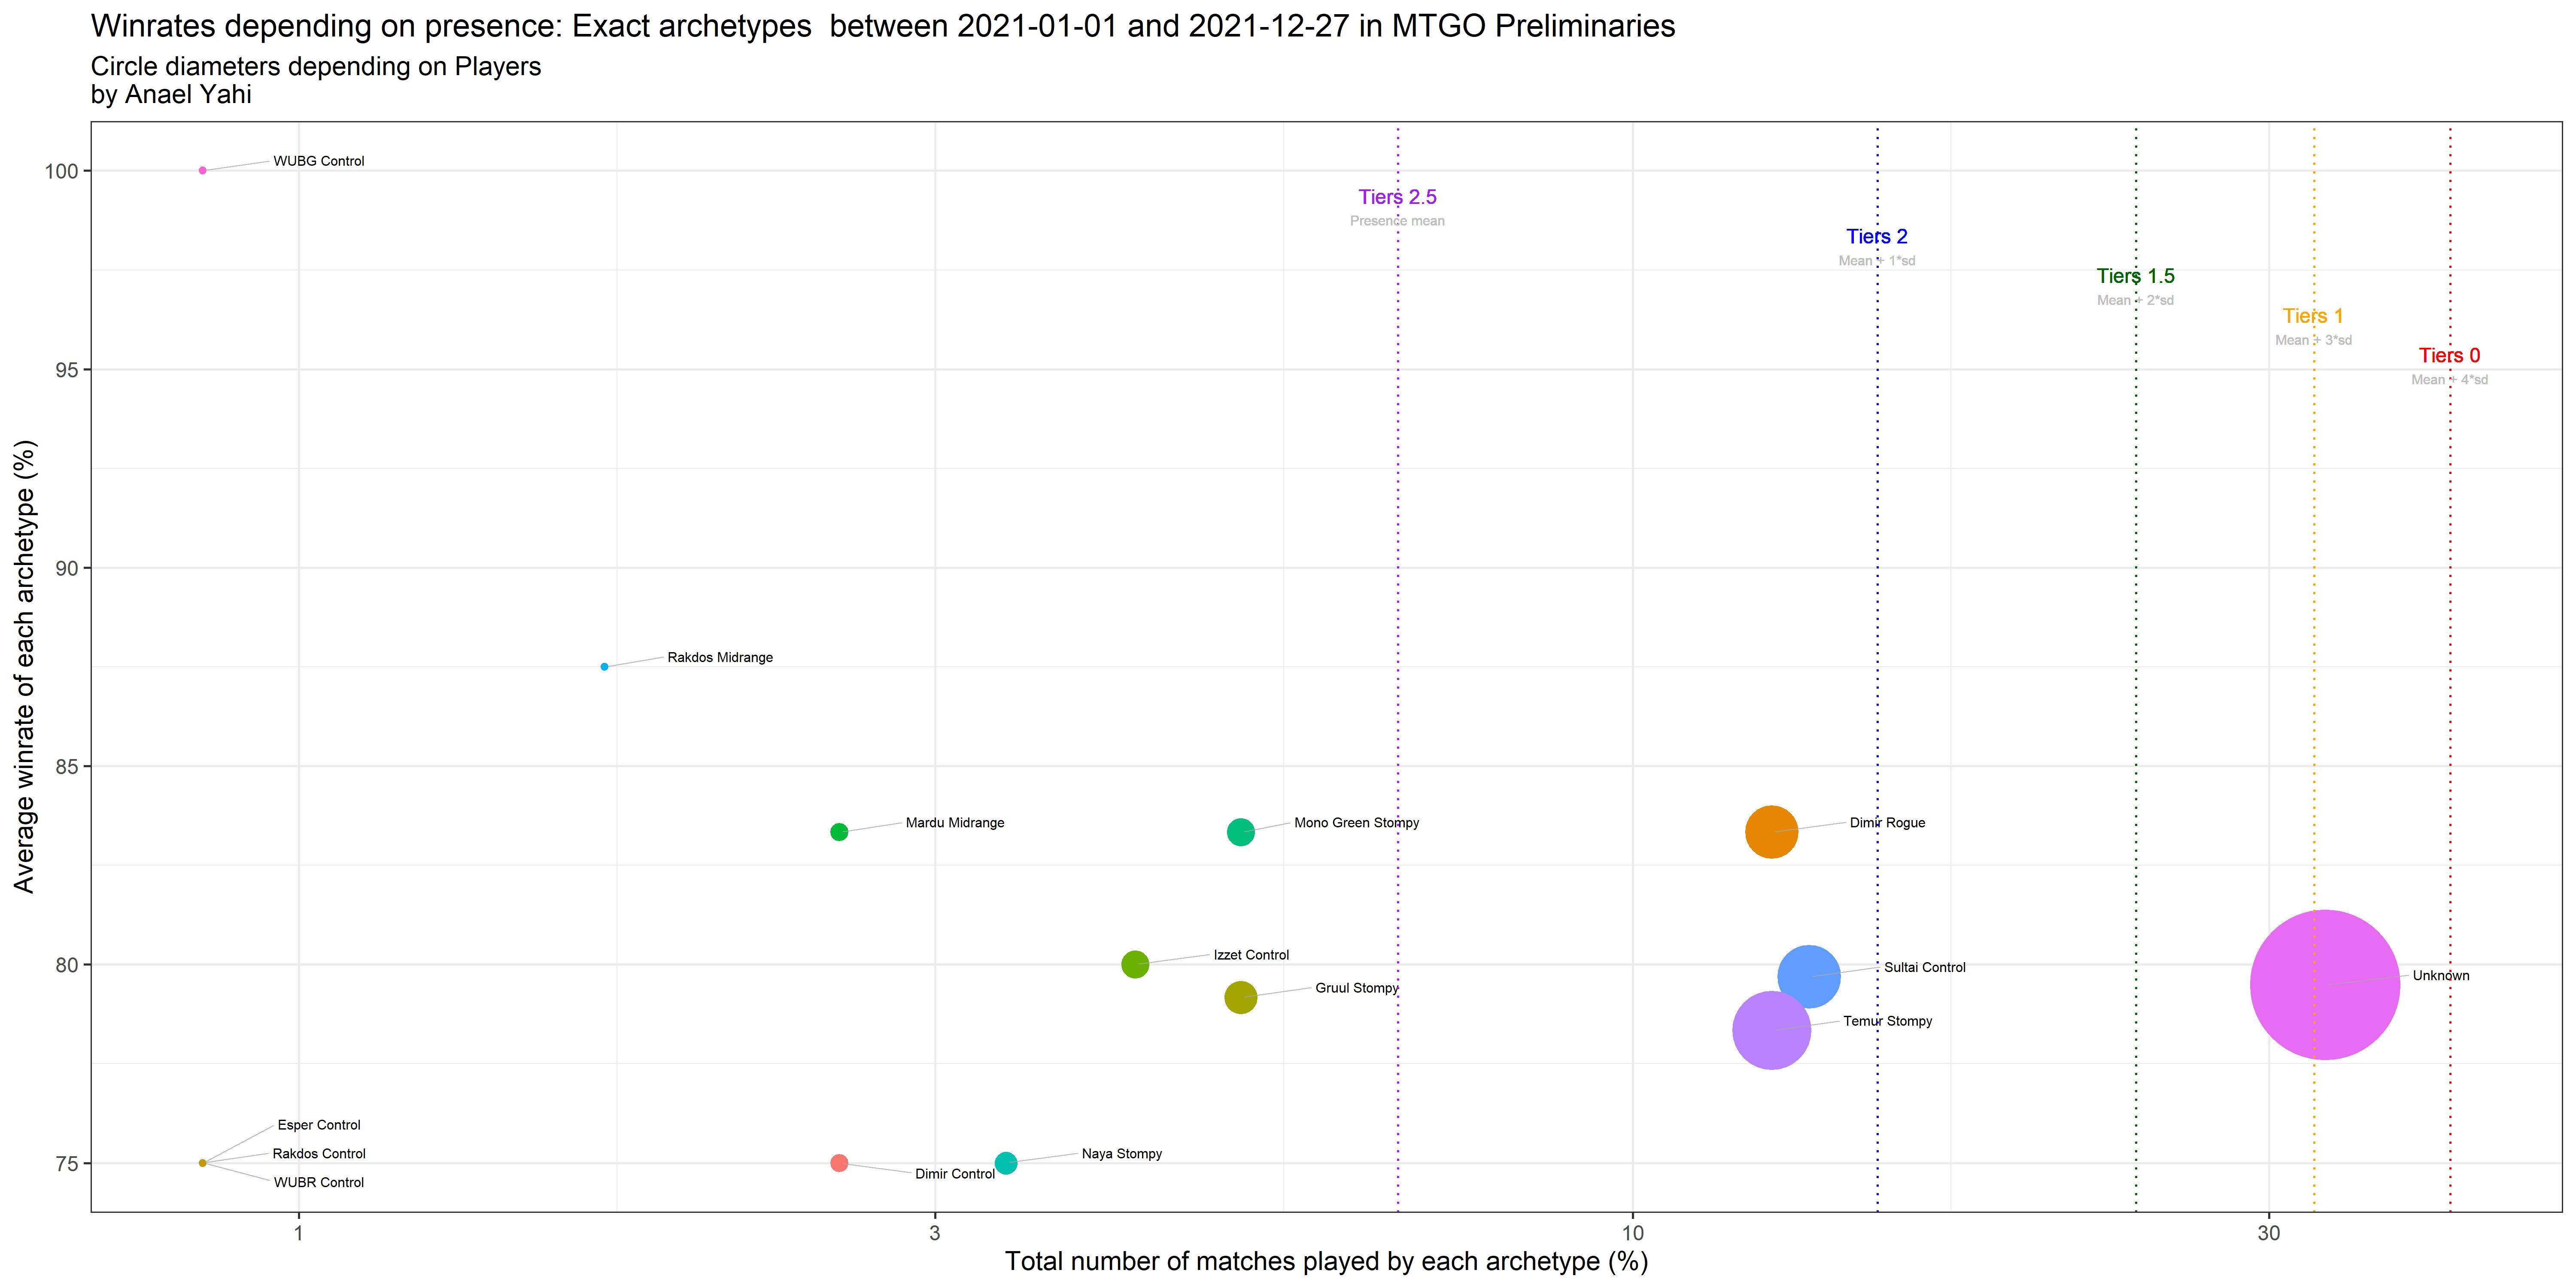 Winrates depending on presence: Exact archetypes  between 2021-01-01 and 2021-12-27 in MTGO Preliminaries
Circle diameters depending on Players
by Anael Yahi
Average winrate of each archetype (%)
100
95
90
85
80
75
WUBG Control
Tiers 2.5
Presence mean
Tiers 2
Mean + 1*sd
Tiers 1.5
Mean + 2*sd
Tiers 1
Mean + 3*sd
Tiers 0
Mean + 4*sd
Rakdos Midrange
Mardu Midrange
Mono Green Stompy
Dimir Rogue
Izzet Control
Gruul Stompy
Sultai Control
Unknown
Temur Stompy
Esper Control
Rakdos Control
WUBR Control
Dimir Control
Naya Stompy
1
3
10
30
Total number of matches played by each archetype (%)